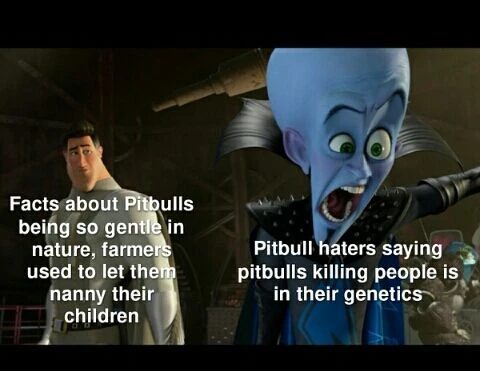 Facts about Pitbulls
being so gentle in
nature, farmers
used to let them
nanny their
children
Pitbull haters saying
pitbulls killing people is
in their genetics